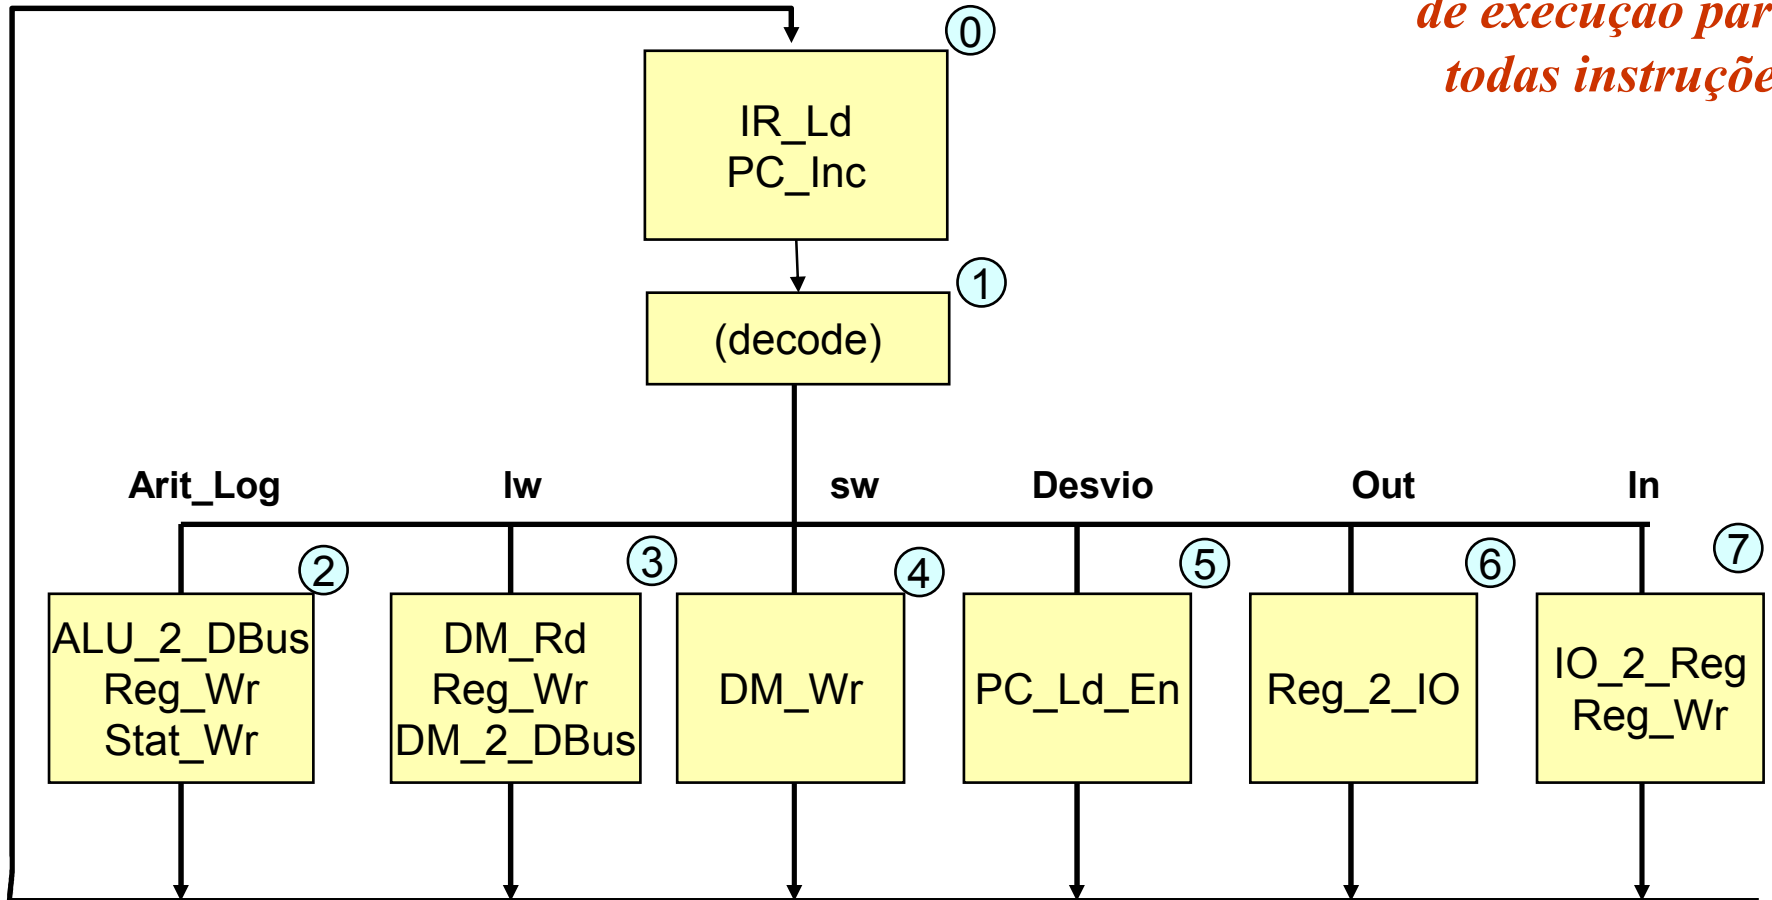 de execução par
todas instruçõe
0
IR_Ld
PC_Inc
1
(decode)
Arit_Log lw sw Desvio Out In
2 3 4 5 6 7
ALU_2_DBus
Reg_Wr
Stat_Wr
DM_Rd
Reg_Wr
DM_2_DBus
DM_Wr
PC_Ld_En
Reg_2_IO
IO_2_Reg
Reg_Wr